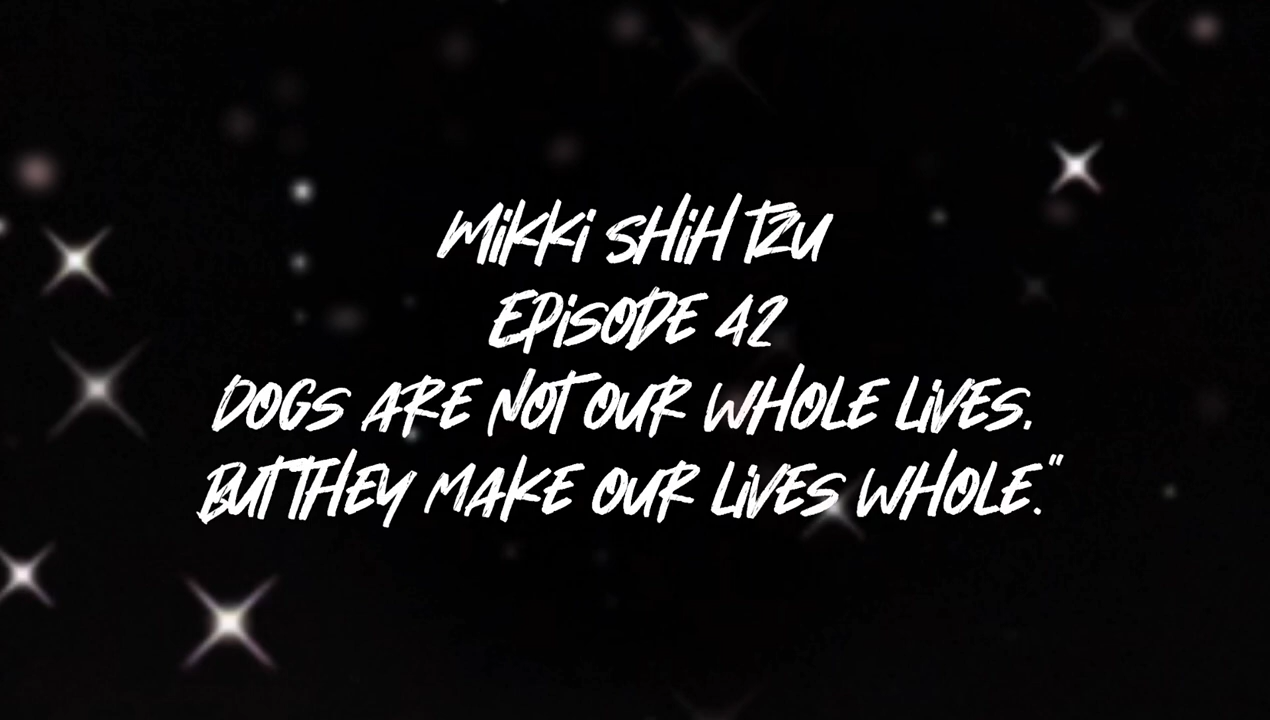 MiKKi SHiH TZU
EPiSODE 42
DOGS ARE NOT OUR WHOLE LiVES.
BUT THEY MAKE OUR LiVES WHOLE."